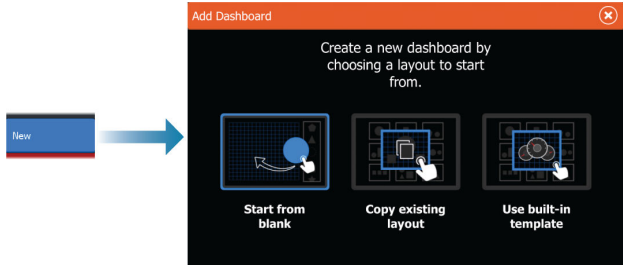 Add Dashboard
Create a new dashboard by
choosing a layout to start
from.
New
Start from
blank
Copy existing
layout
Use built-in
template